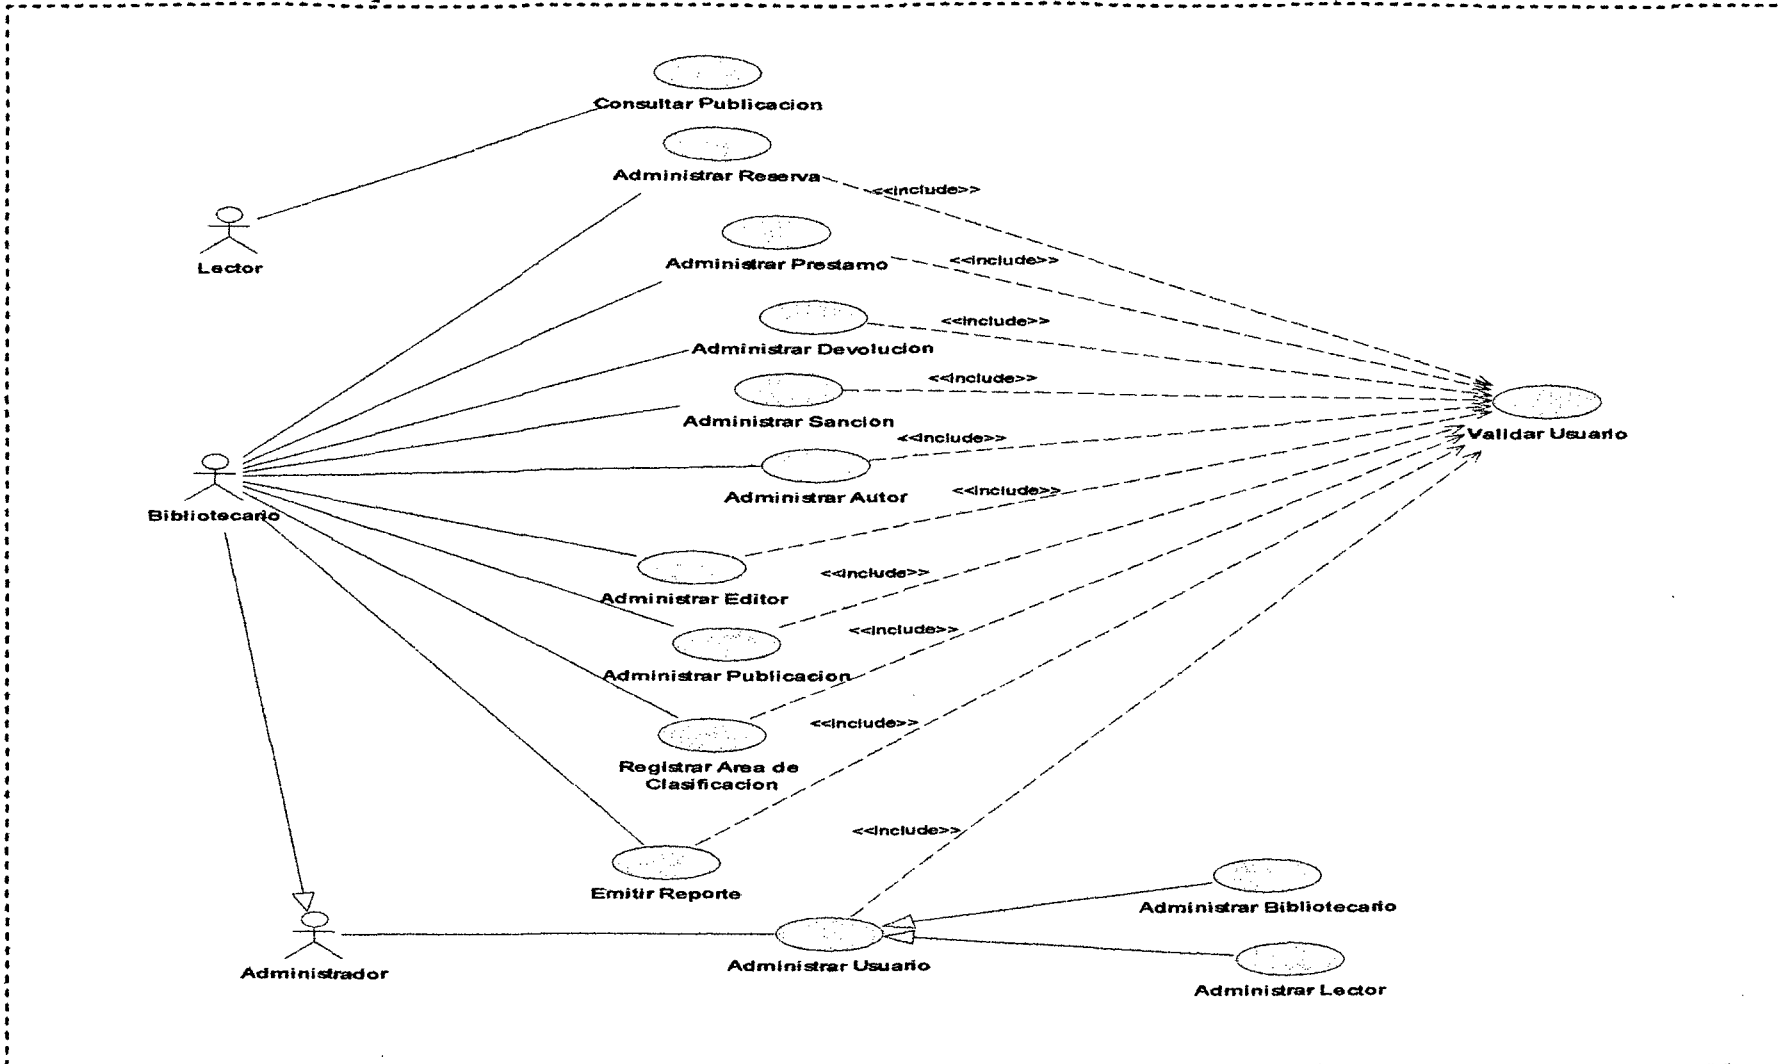 Consultar Publicacion
Administrar Reserva
<<include>>
Lector
Administrar Prestamo
<<include>>
<<include>>
Administrar Devolucion
<<include>>
Administrar Sancion
<<include>>
Validar Usuario
Administrar Autor
<<include>>
Bibliotecario
<<include>>
Administrar Editor
<<include>>
Administrar Publicacion
<<include>>
Registrar Area de
Clasificacion
<<include>>
Emitir Reporte
Administrar Bibliotecario
Administrador
Administrar Usuario
Administrar Lector